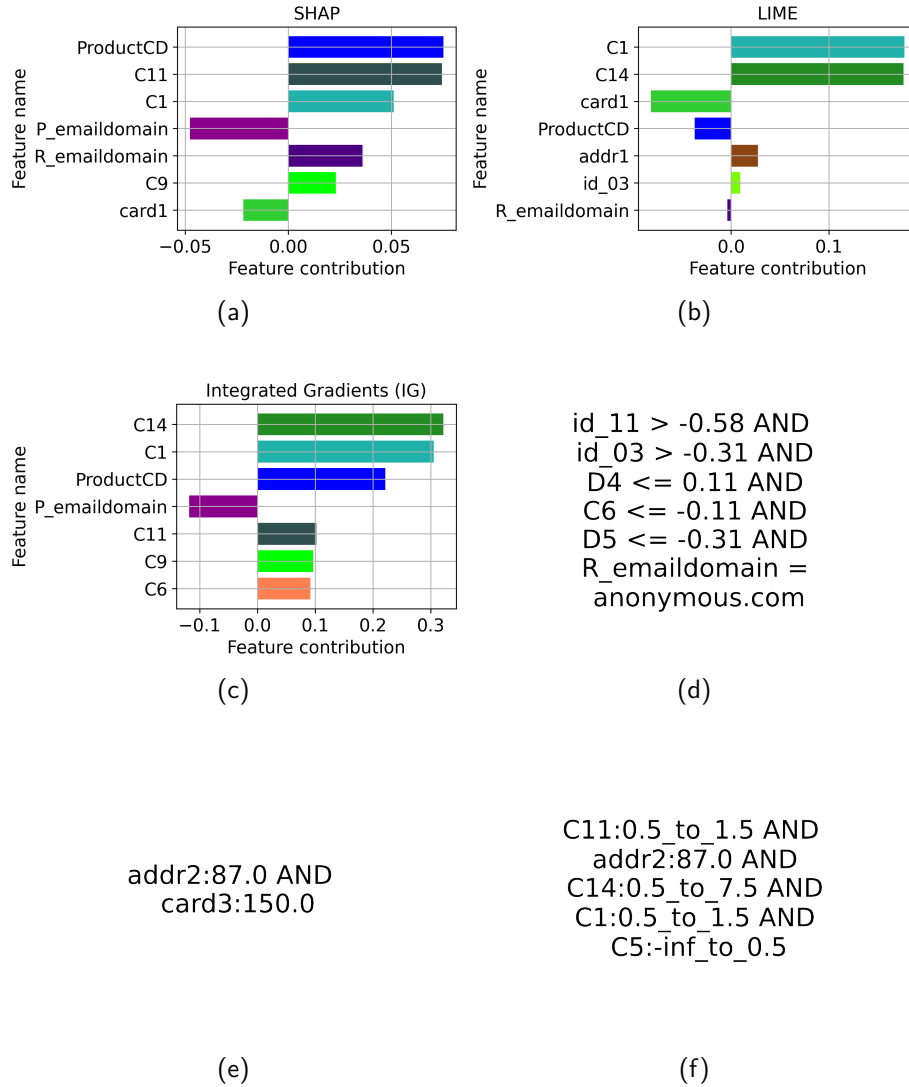 SHAP
Feature name
ProductCD
C11
C1
P_emaildomain
R_emaildomain
C9
card1
−0.05 0.00 0.05
Feature contribution
(a)
LIME
Feature name
C1
C14
card1
ProductCD
addr1
id_03
R_emaildomain
0.0 0.1
Feature contribution
(b)
Integrated Gradients (IG)
Feature name
C14
C1
ProductCD
P_emaildomain
C11
C9
C6
−0.1 0.0 0.1 0.2 0.3
Feature contribution
(c)
id_11 > -0.58 AND
id_03 > -0.31 AND
D4 <= 0.11 AND
C6 <= -0.11 AND
D5 <= -0.31 AND
R_emaildomain =
anonymous.com
(d)
addr2:87.0 AND
card3:150.0
(e)
C11:0.5_to_1.5 AND
addr2:87.0 AND
C14:0.5_to_7.5 AND
C1:0.5_to_1.5 AND
C5:-inf_to_0.5
(f)